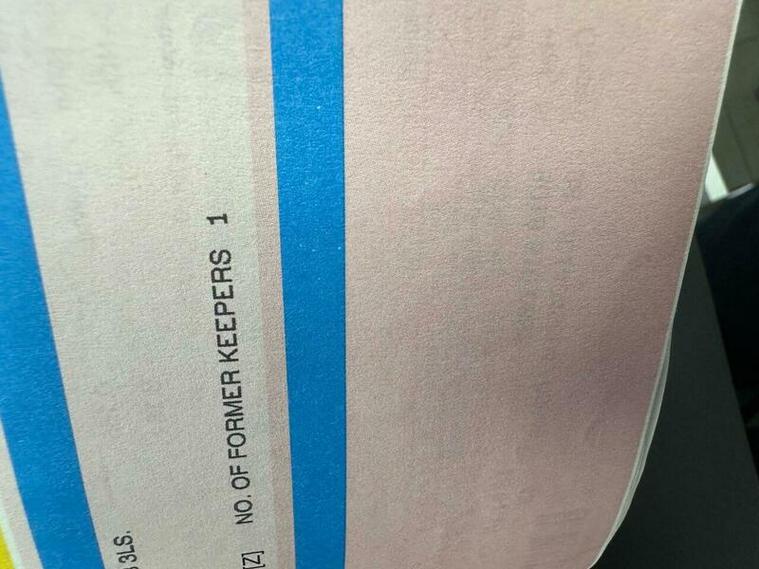 3LS.
[Z] NO. OF FORMER KEEPERS 1